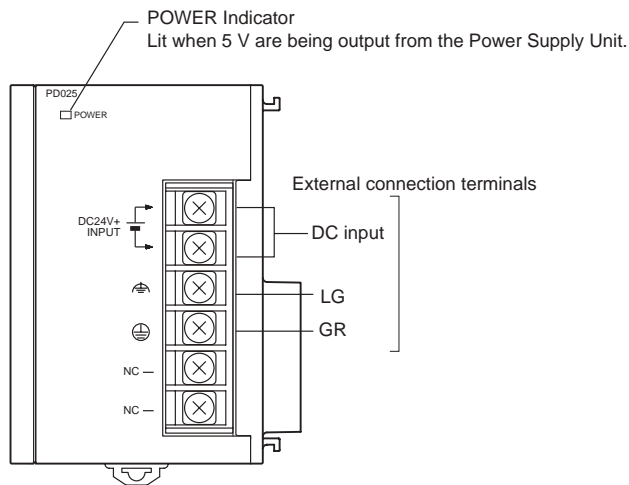 POWER Indicator
Lit when 5 V are being output from the Power Supply Unit.
PD025
POWER
External connection terminals
DC24V+
INPUT
DC input
LG
GR
NC
NC